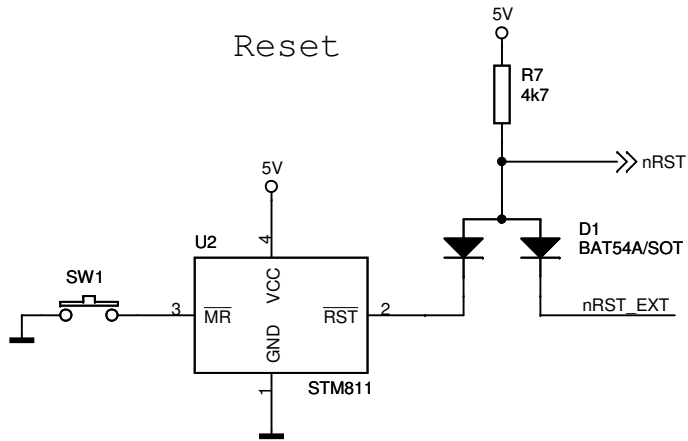 Reset
5V
R7
4k7
nRST
5V
U2
4
VCC
D1
BAT54A/SOT
SW1
3
MR
RST
2
nRST_EXT
GND
1
STM811